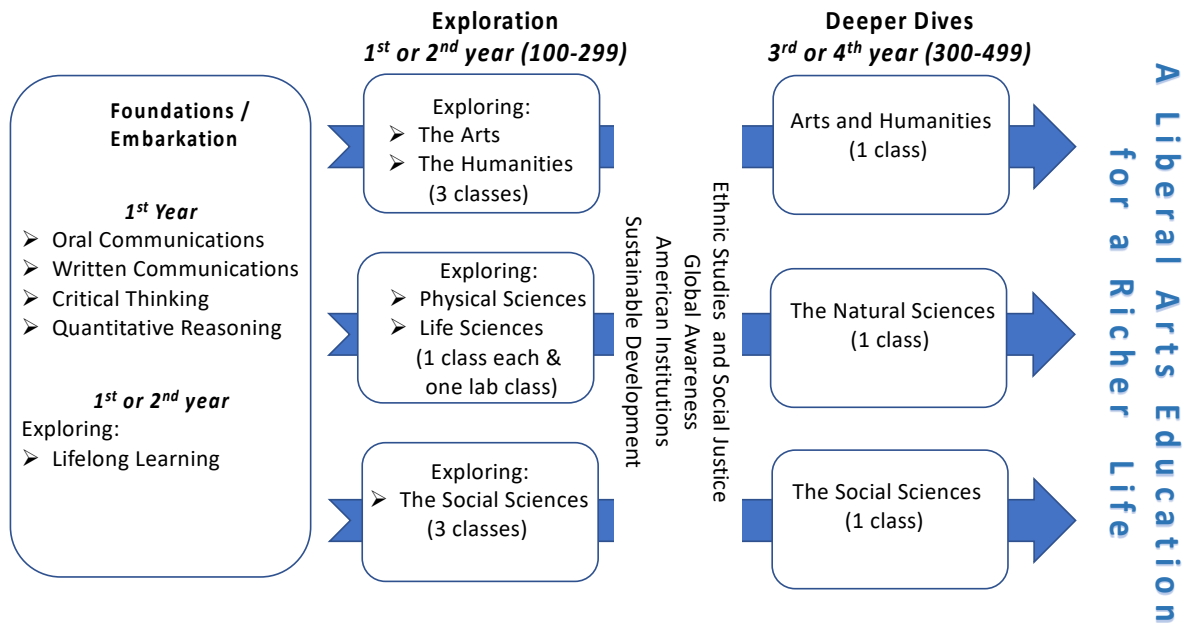 Foundations /
Embarkation
1st Year
➢ Oral Communications
➢ Written Communications
➢ Critical Thinking
➢ Quantitative Reasoning
1st or 2nd year
Exploring:
➢ Lifelong Learning
Exploration
1st or 2nd year (100-299)
Exploring:
➢ The Arts
➢ The Humanities
(3 classes)
Exploring:
➢ Physical Sciences
➢ Life Sciences
(1 class each &
one lab class)
Exploring:
➢ The Social Sciences
(3 classes)
Ethnic Studies and Social Justice
Global Awareness
American Institutions
Sustainable Development
Deeper Dives
3rd or 4th year (300-499)
Arts and Humanities
(1 class)
The Natural Sciences
(1 class)
The Social Sciences
(1 class)
A Liberal Arts Education
for a Richer Life